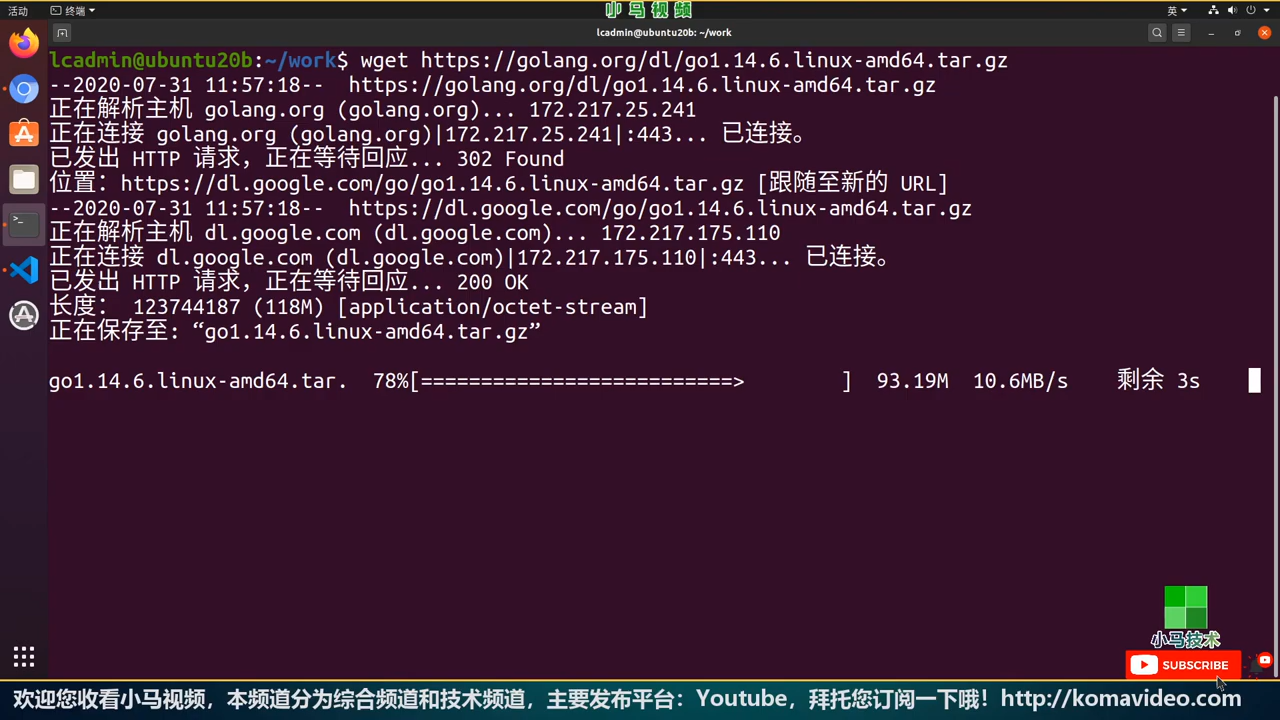 小马视频
活动 终端 英
lcadmin@ubuntu20b: ~/work
lcadmin@ubuntu20b:~/work$ wget https://golang.org/dl/go1.14.6.linux-amd64.tar.gz
--2020-07-31 11:57:18--  https://golang.org/dl/go1.14.6.linux-amd64.tar.gz
正在解析主机 golang.org (golang.org)... 172.217.25.241
正在连接 golang.org (golang.org)|172.217.25.241|:443... 已连接。
已发出 HTTP 请求，正在等待回应... 302 Found
位置：https://dl.google.com/go/go1.14.6.linux-amd64.tar.gz [跟随至新的 URL]
--2020-07-31 11:57:18--  https://dl.google.com/go/go1.14.6.linux-amd64.tar.gz
正在解析主机 dl.google.com (dl.google.com)... 172.217.175.110
正在连接 dl.google.com (dl.google.com)|172.217.175.110|:443... 已连接。
已发出 HTTP 请求，正在等待回应... 200 OK
长度： 123744187 (118M) [application/octet-stream]
正在保存至: “go1.14.6.linux-amd64.tar.gz”
go1.14.6.linux-amd64.tar.  78%[==========================>         ]  93.19M  10.6MB/s    剩余 3s
小马技术
SUBSCRIBE
欢迎您收看小马视频，本频道分为综合频道和技术频道，主要发布平台：Youtube，拜托您订阅一下哦！http://komavideo.com